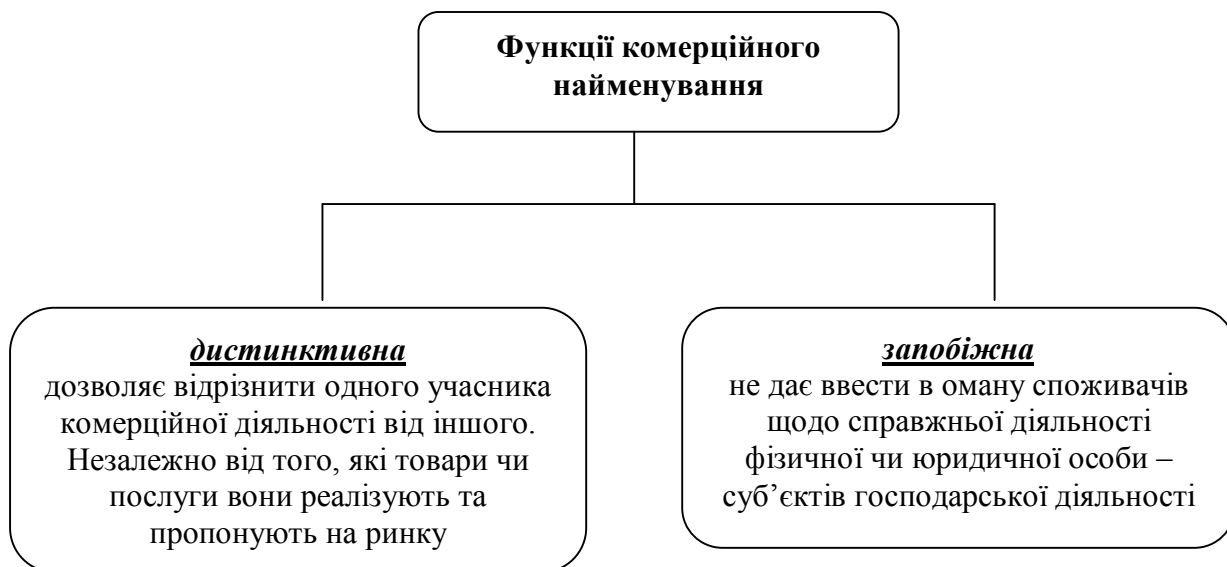 Функції комерційного
найменування
дистинктивна
дозволяє відрізнити одного учасника
комерційної діяльності від іншого.
Незалежно від того, які товари чи
послуги вони реалізують та
пропонують на ринку
запобіжна
не дає ввести в оману споживачів
щодо справжньої діяльності
фізичної чи юридичної особи –
суб’єктів господарської діяльності